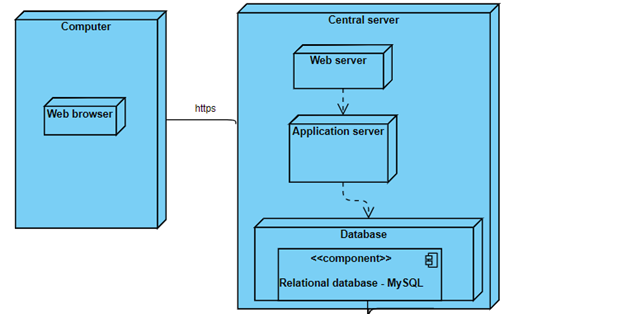 Computer
Web browser
https
Central server
Web server
Application server
Database
<<component>>
Relational database - MySQL